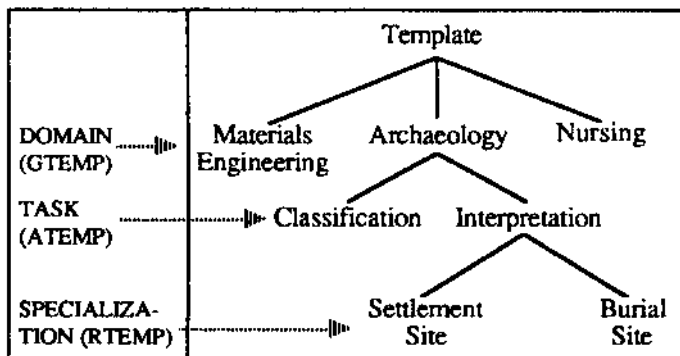 Template
DOMAIN
(GTEMP)
Materials
Engineering
Archaeology
Nursing
TASK
(ATEMP)
Classification
Interpretation
SPECIALIZA-
TION (RTEMP)
Settlement
Site
Burial
Site